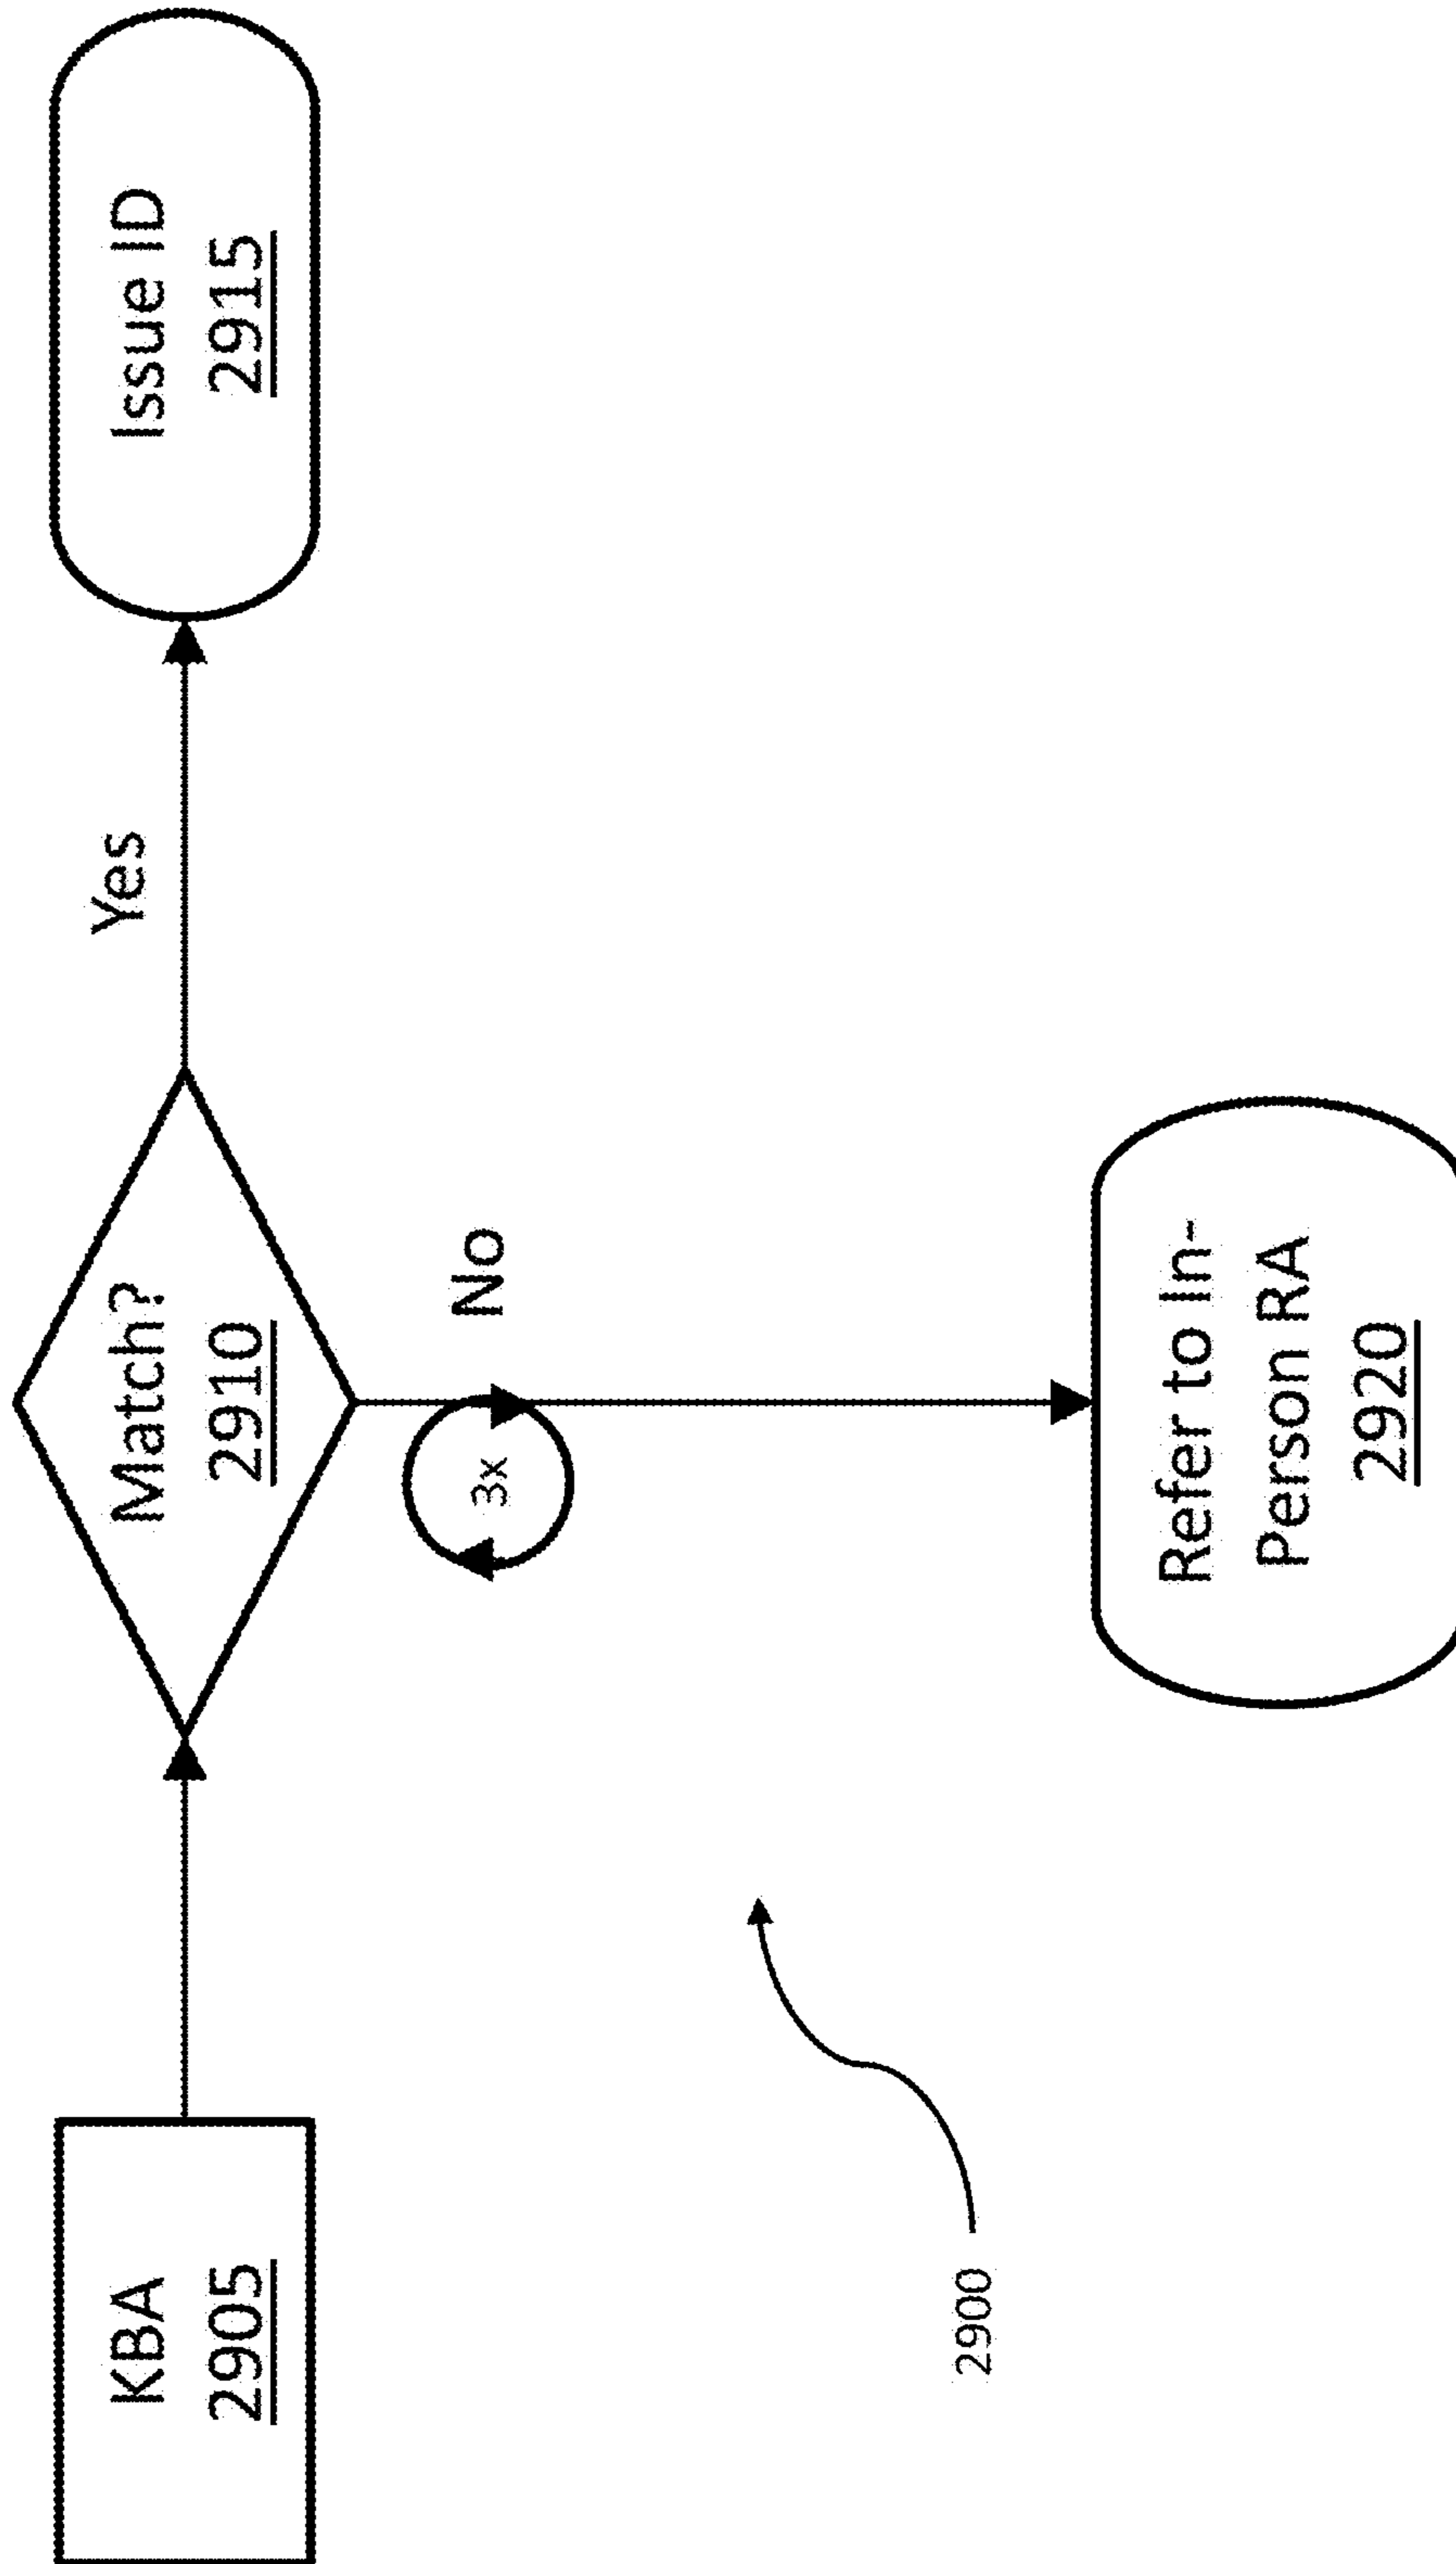 KBA
2905
Match?
2910
Yes
Issue ID
2915
No
3x
Refer to In-
Person RA
2920
2900